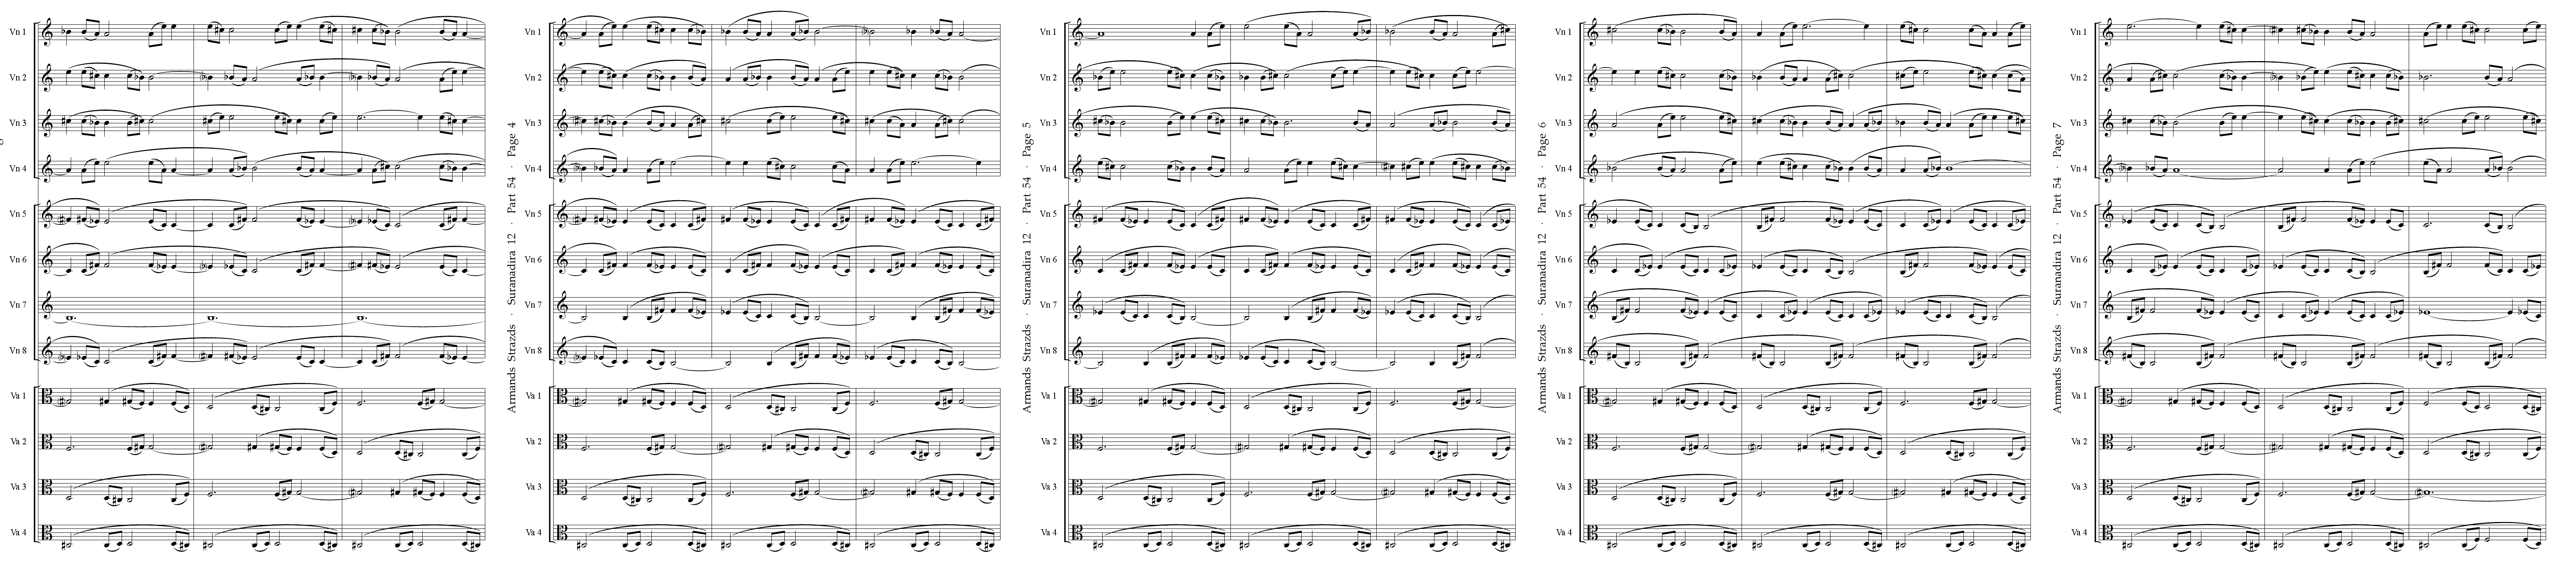 Vn 1
Vn 2
Vn 3
Vn 4
Vn 5
Vn 6
Vn 7
Vn 8
Va 1
Va 2
Va 3
Va 4
Armands Strazds · Suranadira 12 · Part 54 · Page 4
Vn 1
Vn 2
Vn 3
Vn 4
Vn 5
Vn 6
Vn 7
Vn 8
Va 1
Va 2
Va 3
Va 4
Armands Strazds · Suranadira 12 · Part 54 · Page 5
Vn 1
Vn 2
Vn 3
Vn 4
Vn 5
Vn 6
Vn 7
Vn 8
Va 1
Va 2
Va 3
Va 4
Armands Strazds · Suranadira 12 · Part 54 · Page 6
Vn 1
Vn 2
Vn 3
Vn 4
Vn 5
Vn 6
Vn 7
Vn 8
Va 1
Va 2
Va 3
Va 4
Armands Strazds · Suranadira 12 · Part 54 · Page 7
Vn 1
Vn 2
Vn 3
Vn 4
Vn 5
Vn 6
Vn 7
Vn 8
Va 1
Va 2
Va 3
Va 4